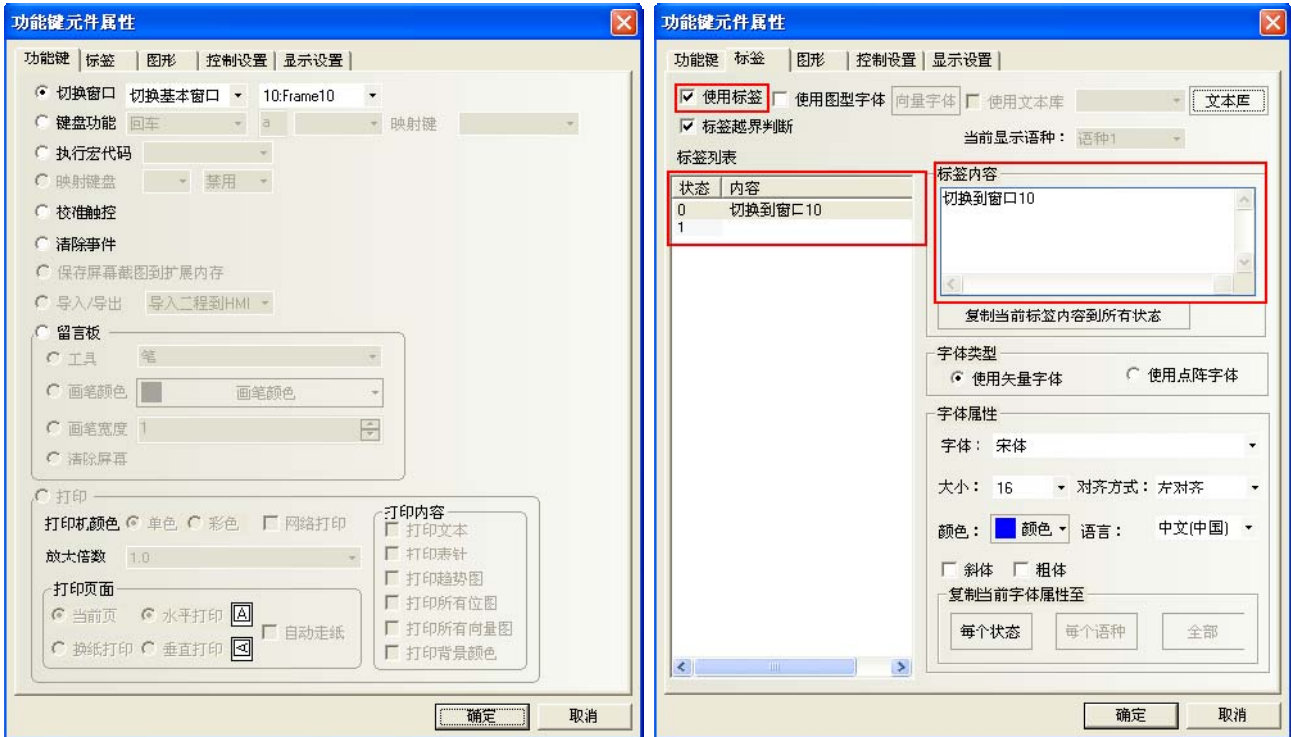 功能键元件属性
功能键 标签 图形 控制设置 显示设置
切换窗口 切换基本窗口 10:Frame10
键盘功能 回车 a 映射键
执行宏代码
映射键盘 禁用
校准触控
清除事件
保存屏幕截图到扩展内存
导入/导出 导入工程到HMI
留言板
工具 笔
画笔颜色 画笔颜色
画笔宽度 1
清除屏幕
打印
打印机颜色 单色 彩色 网络打印
放大倍数 1.0
打印页面
当前页 水平打印 A
自动走纸
换纸打印 垂直打印 A
打印内容
打印文本
打印表针
打印趋势图
打印所有位图
打印所有向量图
打印背景颜色
确定 取消
功能键元件属性
功能键 标签 图形 控制设置 显示设置
使用标签 使用图型字体 向量字体 使用文本库 文本库
标签越界判断
当前显示语种： 语种1
标签列表
状态 内容
0 切换到窗口10
1
标签内容
切换到窗口10
复制当前标签内容到所有状态
字体类型
使用矢量字体 使用点阵字体
字体属性
字体： 宋体
大小： 16 对齐方式： 左对齐
颜色： 颜色 语言： 中文(中国)
斜体 粗体
复制当前字体属性至
每个状态 每个语种 全部
确定 取消